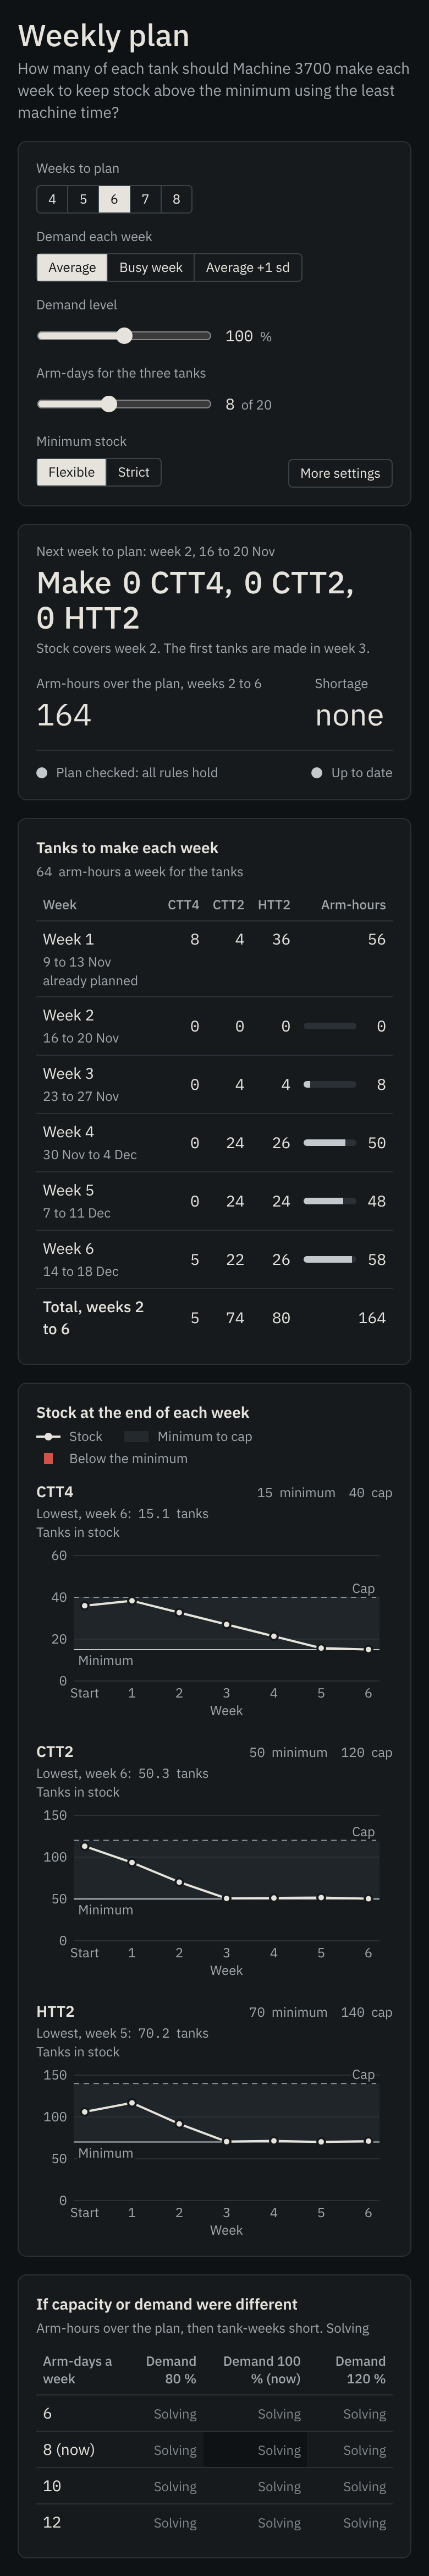 Weekly plan
How many of each tank should Machine 3700 make each
week to keep stock above the minimum using the least
machine time?
Weeks to plan
4 5 6 7 8
Demand each week
Average Busy week Average +1 sd
Demand level
100 %
Arm-days for the three tanks
8 of 20
Minimum stock
Flexible Strict More settings
Next week to plan: week 2, 16 to 20 Nov
Make 0 CTT4, 0 CTT2,
0 HTT2
Stock covers week 2. The first tanks are made in week 3.
Arm-hours over the plan, weeks 2 to 6 Shortage
164 none
Plan checked: all rules hold Up to date
Tanks to make each week
64 arm-hours a week for the tanks
Week CTT4 CTT2 HTT2 Arm-hours
Week 1 8 4 36 56
9 to 13 Nov
already planned
Week 2 0 0 0 0
16 to 20 Nov
Week 3 0 4 4 8
23 to 27 Nov
Week 4 0 24 26 50
30 Nov to 4 Dec
Week 5 0 24 24 48
7 to 11 Dec
Week 6 5 22 26 58
14 to 18 Dec
Total, weeks 2
to 6 5 74 80 164
Stock at the end of each week
Stock Minimum to cap
Below the minimum
CTT4 15 minimum 40 cap
Lowest, week 6: 15.1 tanks
Tanks in stock
60
Cap
40
20
Minimum
0
Start 1 2 3 4 5 6
Week
CTT2 50 minimum 120 cap
Lowest, week 6: 50.3 tanks
Tanks in stock
150
Cap
100
50
Minimum
0
Start 1 2 3 4 5 6
Week
HTT2 70 minimum 140 cap
Lowest, week 5: 70.2 tanks
Tanks in stock
150
Cap
100
Minimum
50
0
Start 1 2 3 4 5 6
Week
If capacity or demand were different
Arm-hours over the plan, then tank-weeks short. Solving
Arm-days a Demand Demand 100 Demand
week 80 % % (now) 120 %
6 Solving Solving Solving
8 (now) Solving Solving Solving
10 Solving Solving Solving
12 Solving Solving Solving